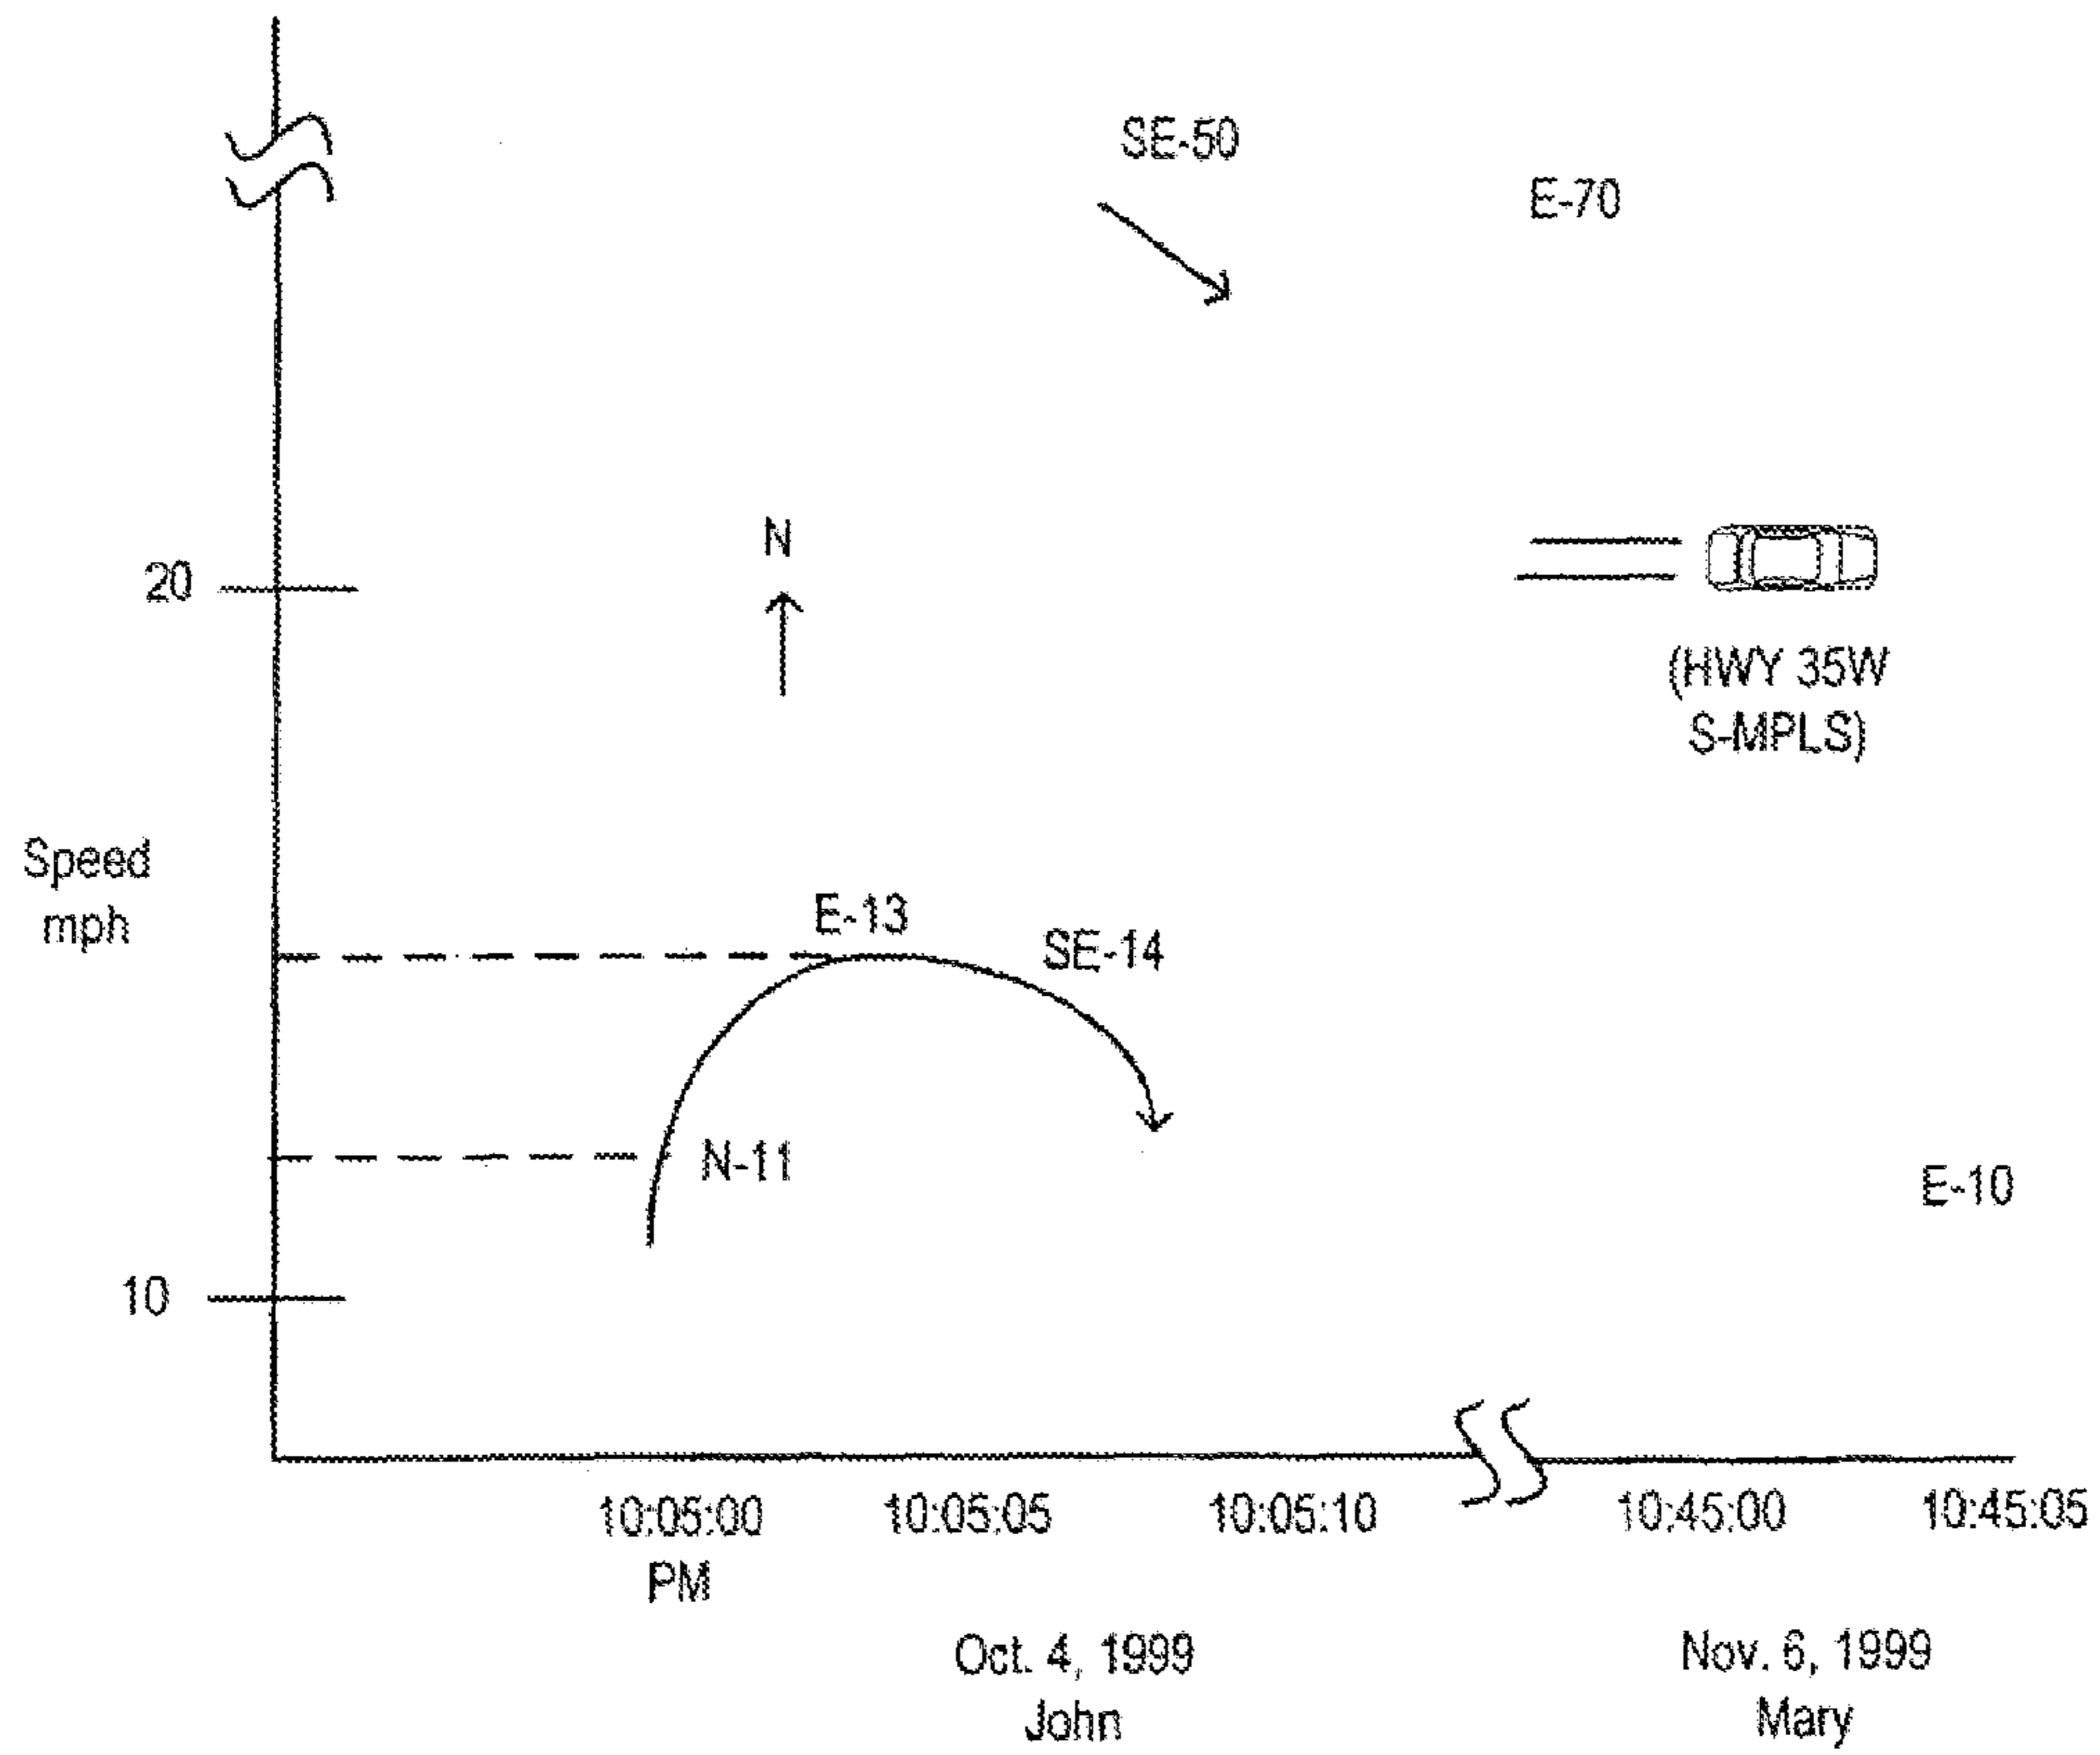 SE-50
E-70
N
20
(HWY 35W
S-MPLS)
Speed
mph
E-13
SE-14
N-11
E-10
10
10:05:00
PM
10:05:05
10:05:10
10:45:00
10:45:05
Oct. 4, 1999
John
Nov. 6, 1999
Mary